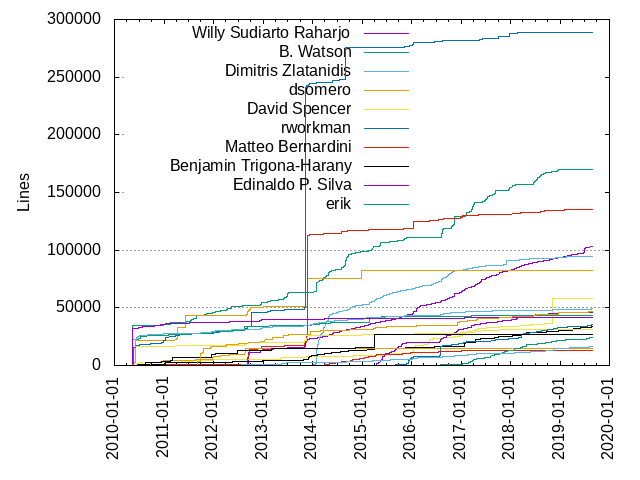 300000
250000
200000
150000
100000
50000
0
Lines
Willy Sudiarto Raharjo
B. Watson
Dimitris Zlatanidis
dsomero
David Spencer
rworkman
Matteo Bernardini
Benjamin Trigona-Harany
Edinaldo P. Silva
erik
2010-01-01
2011-01-01
2012-01-01
2013-01-01
2014-01-01
2015-01-01
2016-01-01
2017-01-01
2018-01-01
2019-01-01
2020-01-01